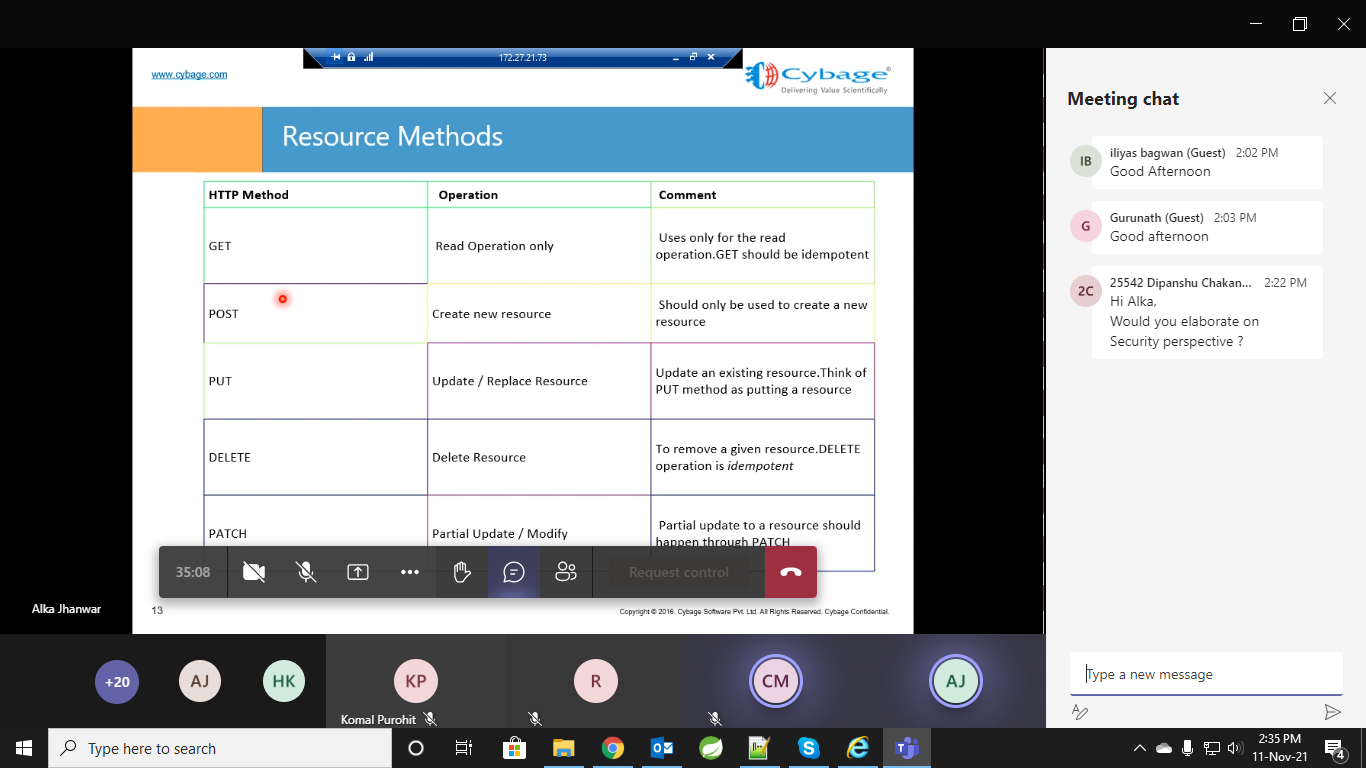 172.27.21.73
www.cybage.com
Cybage®
Delivering Value Scientifically
Resource Methods
HTTP Method Operation Comment
GET Read Operation only Uses only for the read
operation.GET should be idempotent
POST Create new resource Should only be used to create a new
resource
PUT Update / Replace Resource Update an existing resource.Think of
PUT method as putting a resource
DELETE Delete Resource To remove a given resource.DELETE
operation is idempotent
PATCH Partial Update / Modify Partial update to a resource should
happen through PATCH
35:08 Request control
Alka Jhanwar
13
Copyright © 2016. Cybage Software Pvt. Ltd. All Rights Reserved. Cybage Confidential.
+20 AJ HK KP R CM AJ
Komal Purohit
Meeting chat
IB
iliyas bagwan (Guest) 2:02 PM
Good Afternoon
G
Gurunath (Guest) 2:03 PM
Good afternoon
2C
25542 Dipanshu Chakan... 2:22 PM
Hi Alka,
Would you elaborate on
Security perspective ?
Type a new message
Type here to search
2:35 PM
11-Nov-21
4